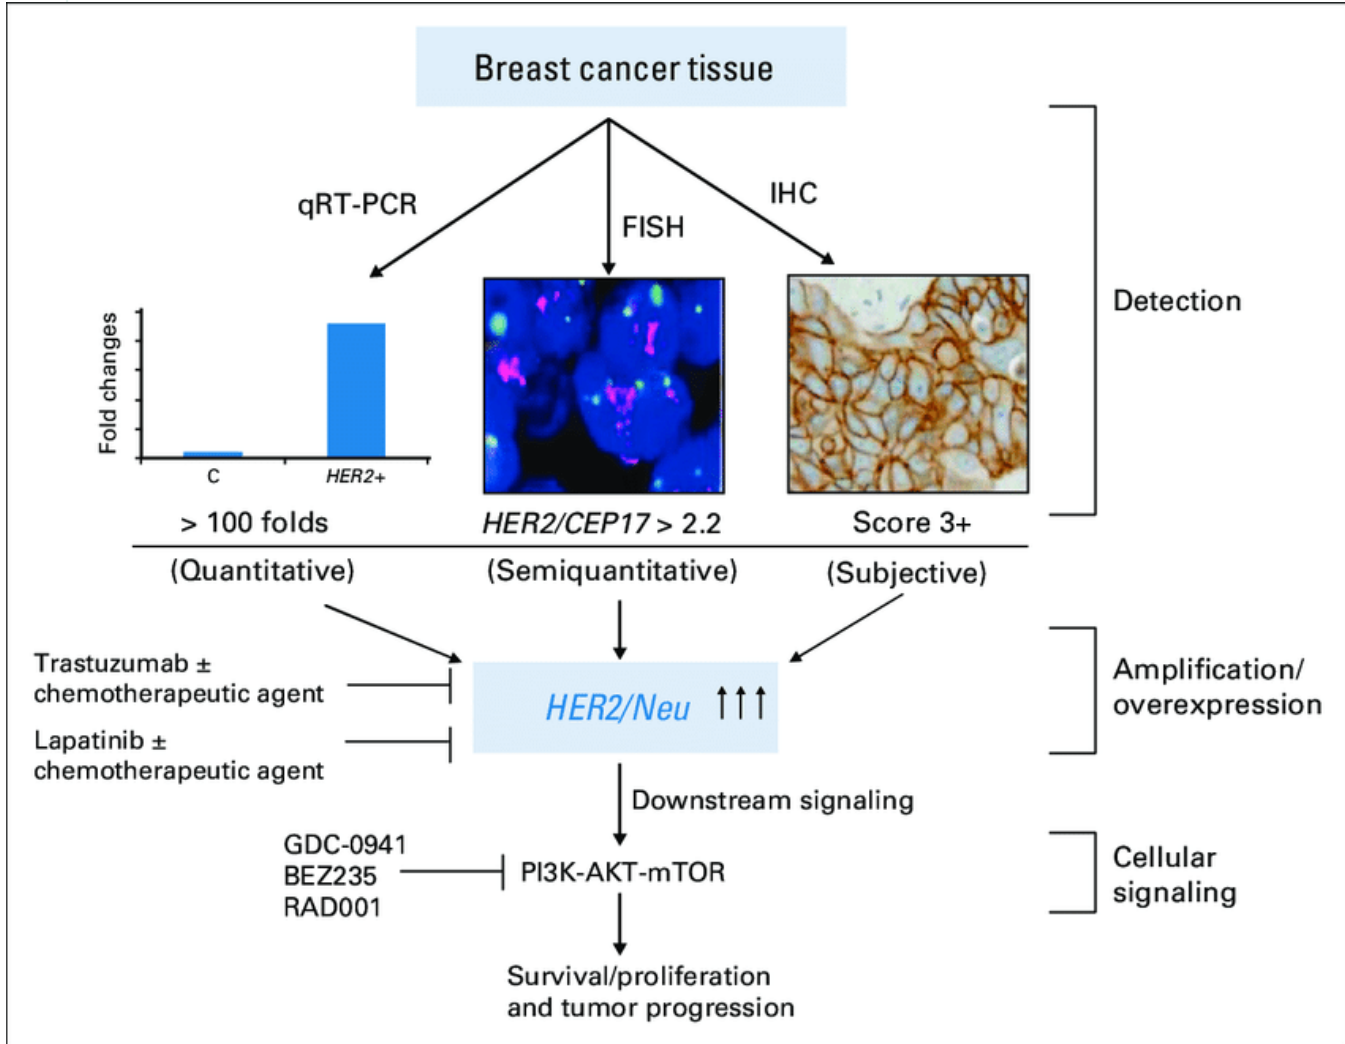 Breast cancer tissue
qRT-PCR
FISH
IHC
Detection
Fold changes
C
HER2+
> 100 folds
HER2/CEP17 > 2.2
Score 3+
(Quantitative)
(Semiquantitative)
(Subjective)
Trastuzumab ±
chemotherapeutic agent
Lapatinib ±
chemotherapeutic agent
HER2/Neu ↑↑↑
Amplification/
overexpression
Downstream signaling
GDC-0941
BEZ235
RAD001
PI3K-AKT-mTOR
Cellular
signaling
Survival/proliferation
and tumor progression